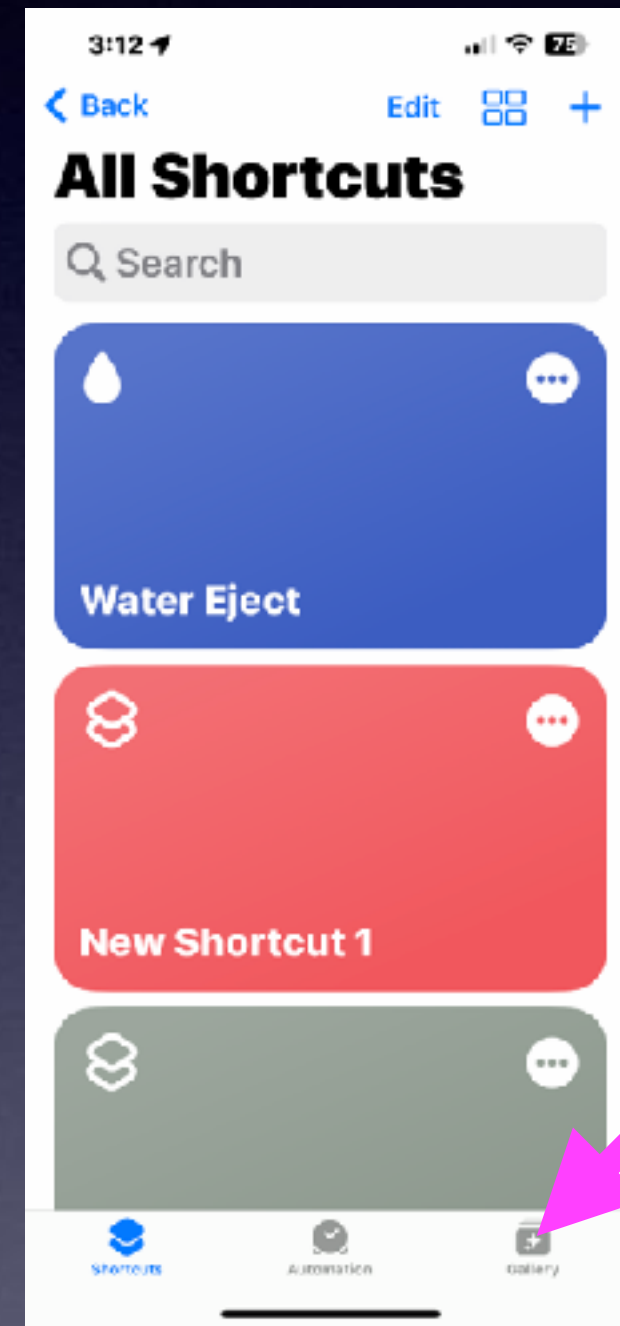 3:12
75
Back
Edit
All Shortcuts
Search
Water Eject
New Shortcut 1
Shortcuts
Automation
Gallery